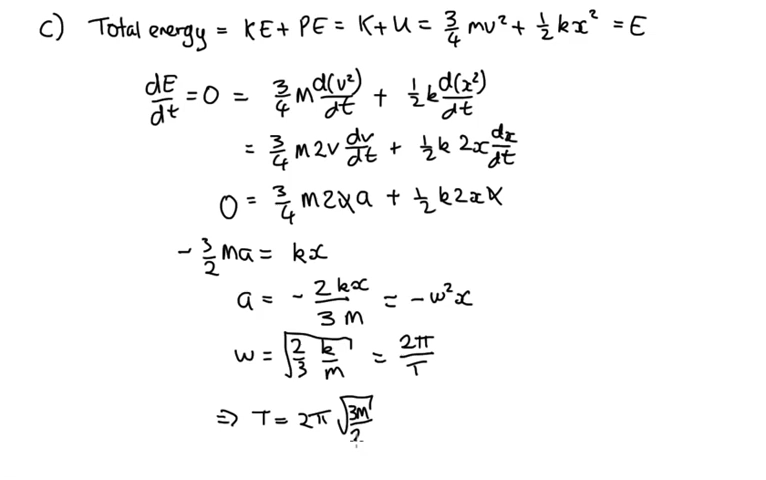 c) Total energy = KE + PE = K + U = 3/4 mv² + 1/2 kx² = E
dE/dt = 0 = 3/4 m d(v²)/dt + 1/2 k d(x²)/dt
= 3/4 m 2v dv/dt + 1/2 k 2x dx/dt
0 = 3/4 m 2v a + 1/2 k 2x v
- 3/2 ma = kx
a = - 2kx/3m = - w²x
w = √(2/3 k/m) = 2π/T
⇒ T = 2π √(3m/2